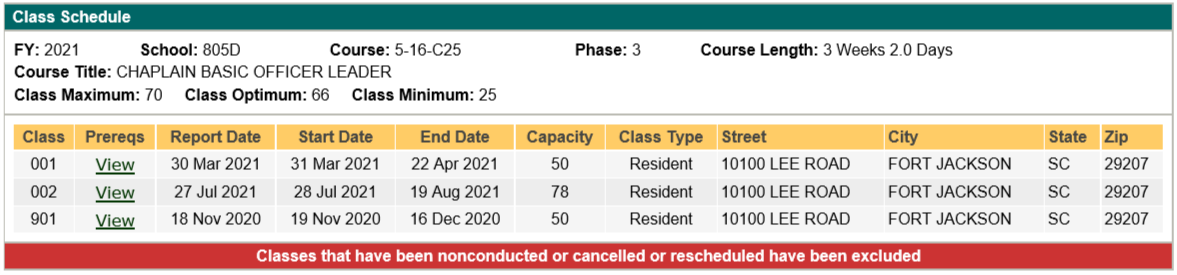 Class Schedule
FY: 2021 School: 805D Course: 5-16-C25 Phase: 3 Course Length: 3 Weeks 2.0 Days
Course Title: CHAPLAIN BASIC OFFICER LEADER
Class Maximum: 70 Class Optimum: 66 Class Minimum: 25
Class Prereqs Report Date Start Date End Date Capacity Class Type Street City State Zip
001 View 30 Mar 2021 31 Mar 2021 22 Apr 2021 50 Resident 10100 LEE ROAD FORT JACKSON SC 29207
002 View 27 Jul 2021 28 Jul 2021 19 Aug 2021 78 Resident 10100 LEE ROAD FORT JACKSON SC 29207
901 View 18 Nov 2020 19 Nov 2020 16 Dec 2020 50 Resident 10100 LEE ROAD FORT JACKSON SC 29207
Classes that have been nonconducted or cancelled or rescheduled have been excluded